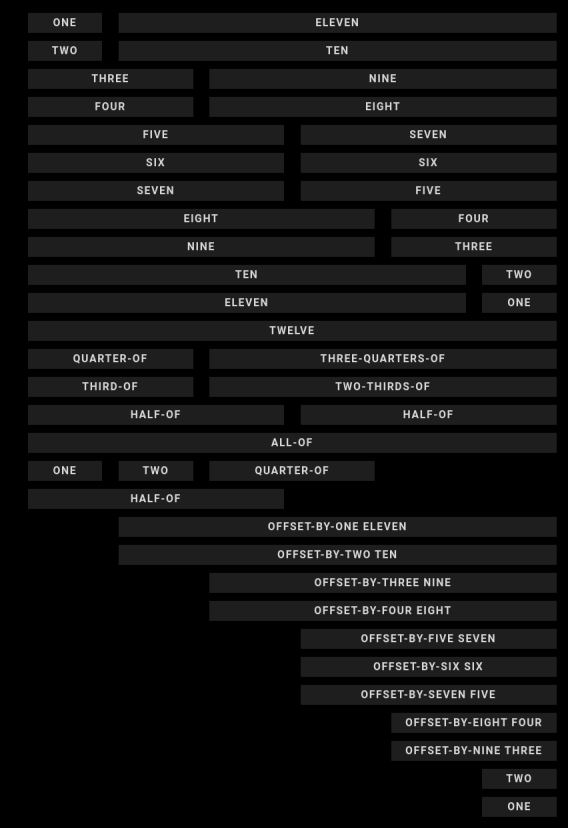 ONE ELEVEN
TWO TEN
THREE NINE
FOUR EIGHT
FIVE SEVEN
SIX SIX
SEVEN FIVE
EIGHT FOUR
NINE THREE
TEN TWO
ELEVEN ONE
TWELVE
QUARTER-OF THREE-QUARTERS-OF
THIRD-OF TWO-THIRDS-OF
HALF-OF HALF-OF
ALL-OF
ONE TWO QUARTER-OF
HALF-OF
OFFSET-BY-ONE ELEVEN
OFFSET-BY-TWO TEN
OFFSET-BY-THREE NINE
OFFSET-BY-FOUR EIGHT
OFFSET-BY-FIVE SEVEN
OFFSET-BY-SIX SIX
OFFSET-BY-SEVEN FIVE
OFFSET-BY-EIGHT FOUR
OFFSET-BY-NINE THREE
TWO
ONE